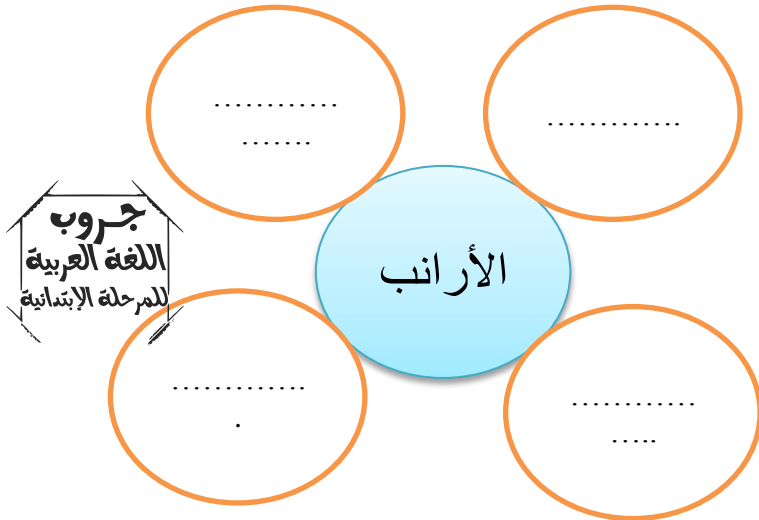 ............
.......
.............
جروب
اللغة العربية
للمرحلة الإبتدائية
الأرانب
.............
.
............
.....